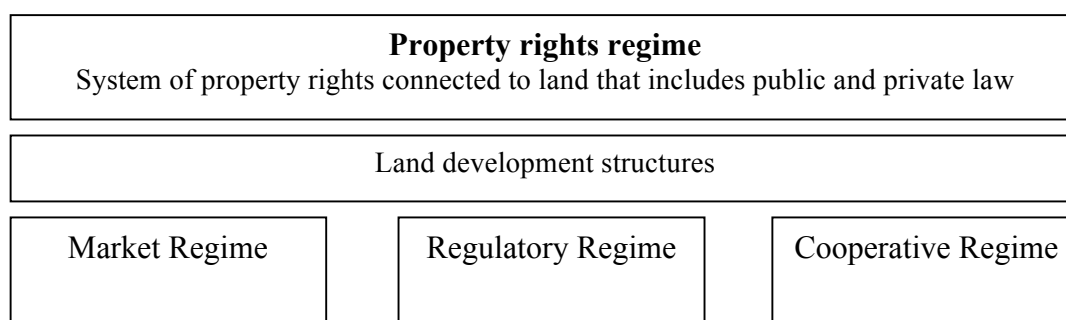 Property rights regime
System of property rights connected to land that includes public and private law
Land development structures
Market Regime
Regulatory Regime
Cooperative Regime